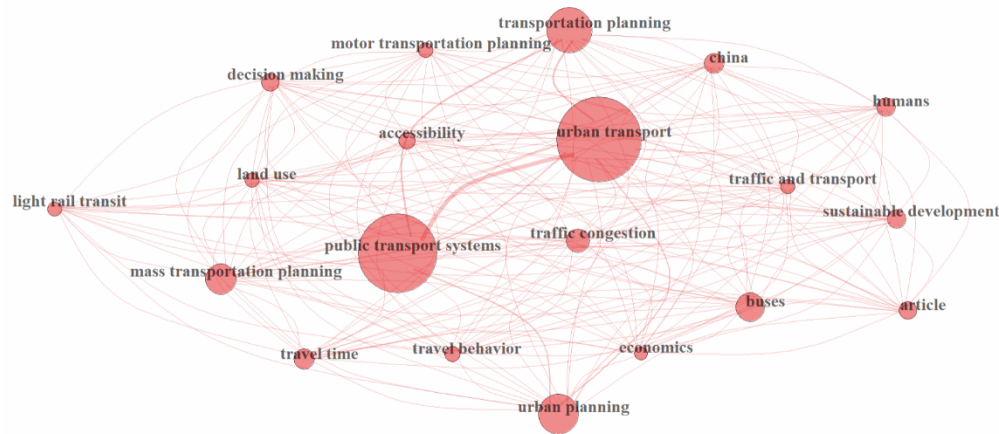 transportation planning
motor transportation planning
china
decision making
humans
urban transport
accessibility
land use
traffic and transport
light rail transit
sustainable development
traffic congestion
public transport systems
mass transportation planning
buses
article
travel time
travel behavior
economics
urban planning